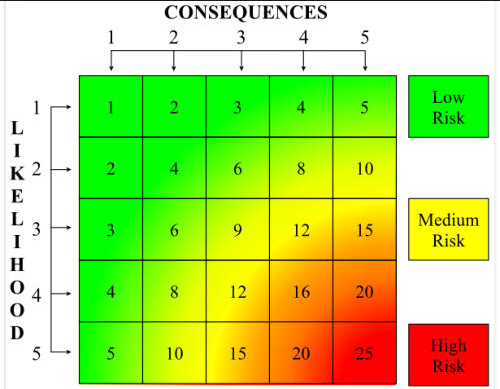 CONSEQUENCES
1 2 3 4 5
LIKELIHOOD
1 1 2 3 4 5
2 2 4 6 8 10
3 3 6 9 12 15
4 4 8 12 16 20
5 5 10 15 20 25
Low
Risk
Medium
Risk
High
Risk